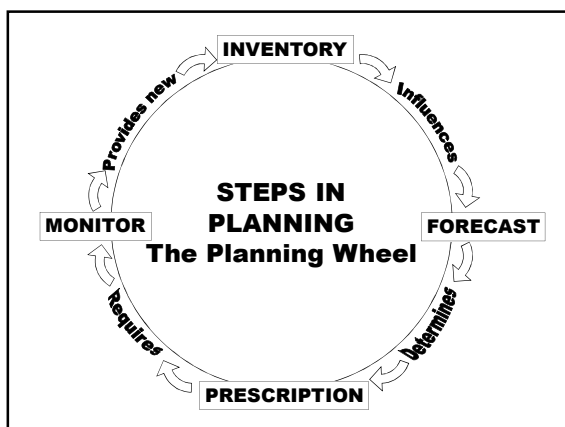 INVENTORY
Influences
FORECAST
Determines
PRESCRIPTION
Requires
MONITOR
Provides new
STEPS IN
PLANNING
The Planning Wheel